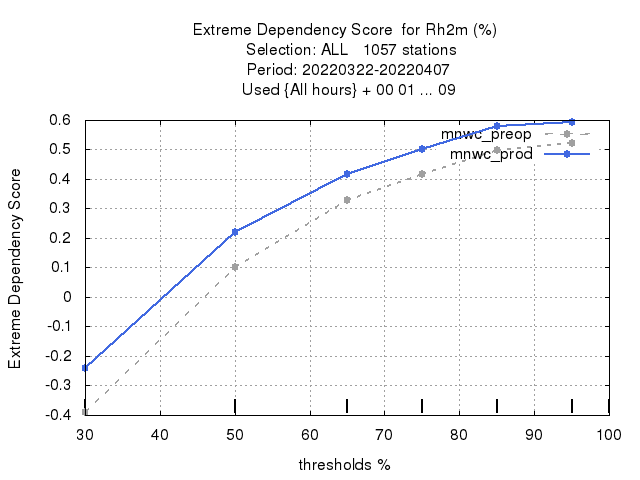 Extreme Dependency Score  for Rh2m (%)
Selection: ALL   1057 stations
Period: 20220322-20220407
Used {All hours} + 00 01 ... 09
mnwc_preop
mnwc_prod
Extreme Dependency Score
0.6
0.5
0.4
0.3
0.2
0.1
0
-0.1
-0.2
-0.3
-0.4
30 40 50 60 70 80 90 100
thresholds %